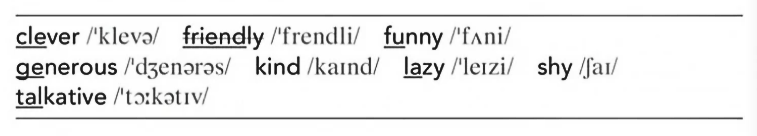 clever /ˈklevə/ friendly /ˈfrendli/ funny /ˈfʌni/
generous /ˈdʒenərəs/ kind /kaɪnd/ lazy /ˈleɪzi/ shy /ʃaɪ/
talkative /ˈtɔːkətɪv/